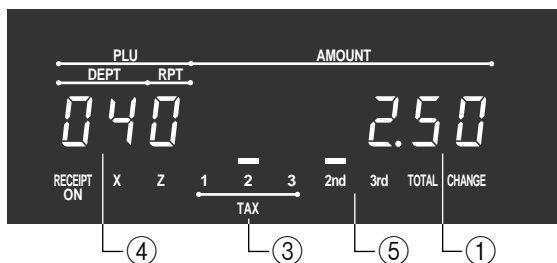 PLU AMOUNT
DEPT RPT
040 2.50
RECEIPT ON X Z 1 2 3 2nd 3rd TOTAL CHANGE
TAX
④ ③ ⑤ ①